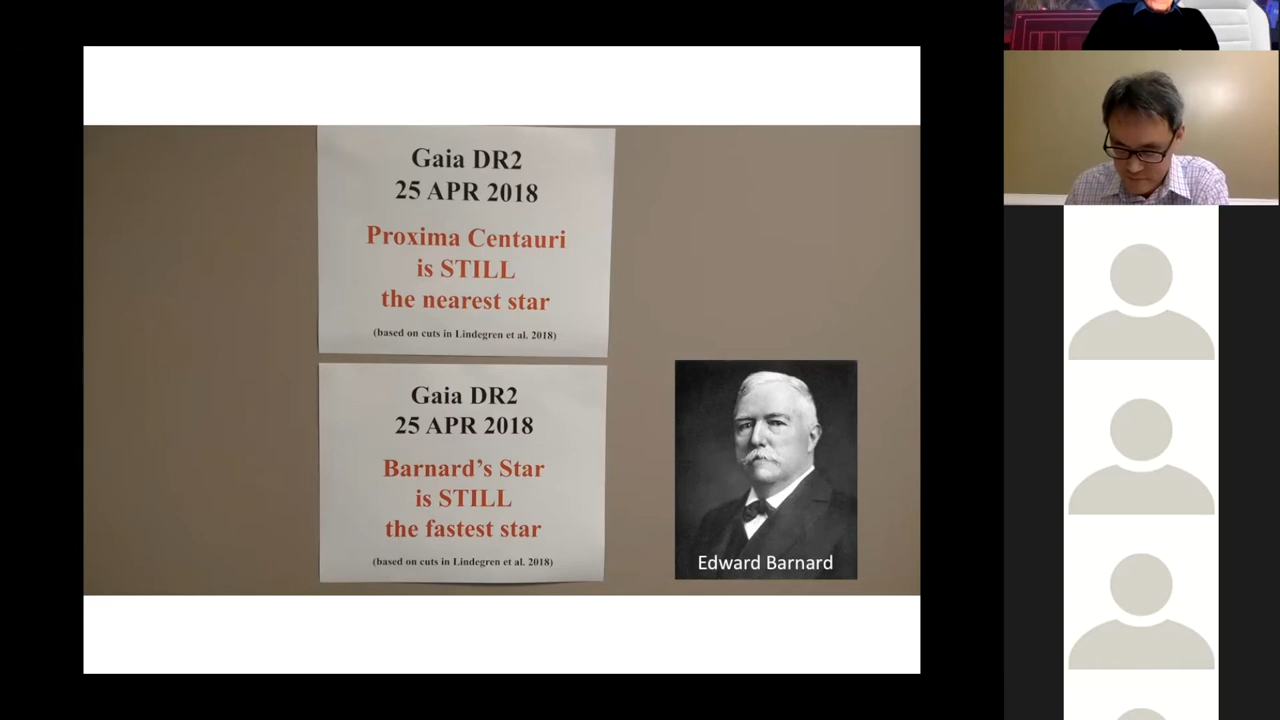 Gaia DR2
25 APR 2018
Proxima Centauri
is STILL
the nearest star
(based on cuts in Lindegren et al. 2018)
Gaia DR2
25 APR 2018
Barnard's Star
is STILL
the fastest star
(based on cuts in Lindegren et al. 2018)
Edward Barnard